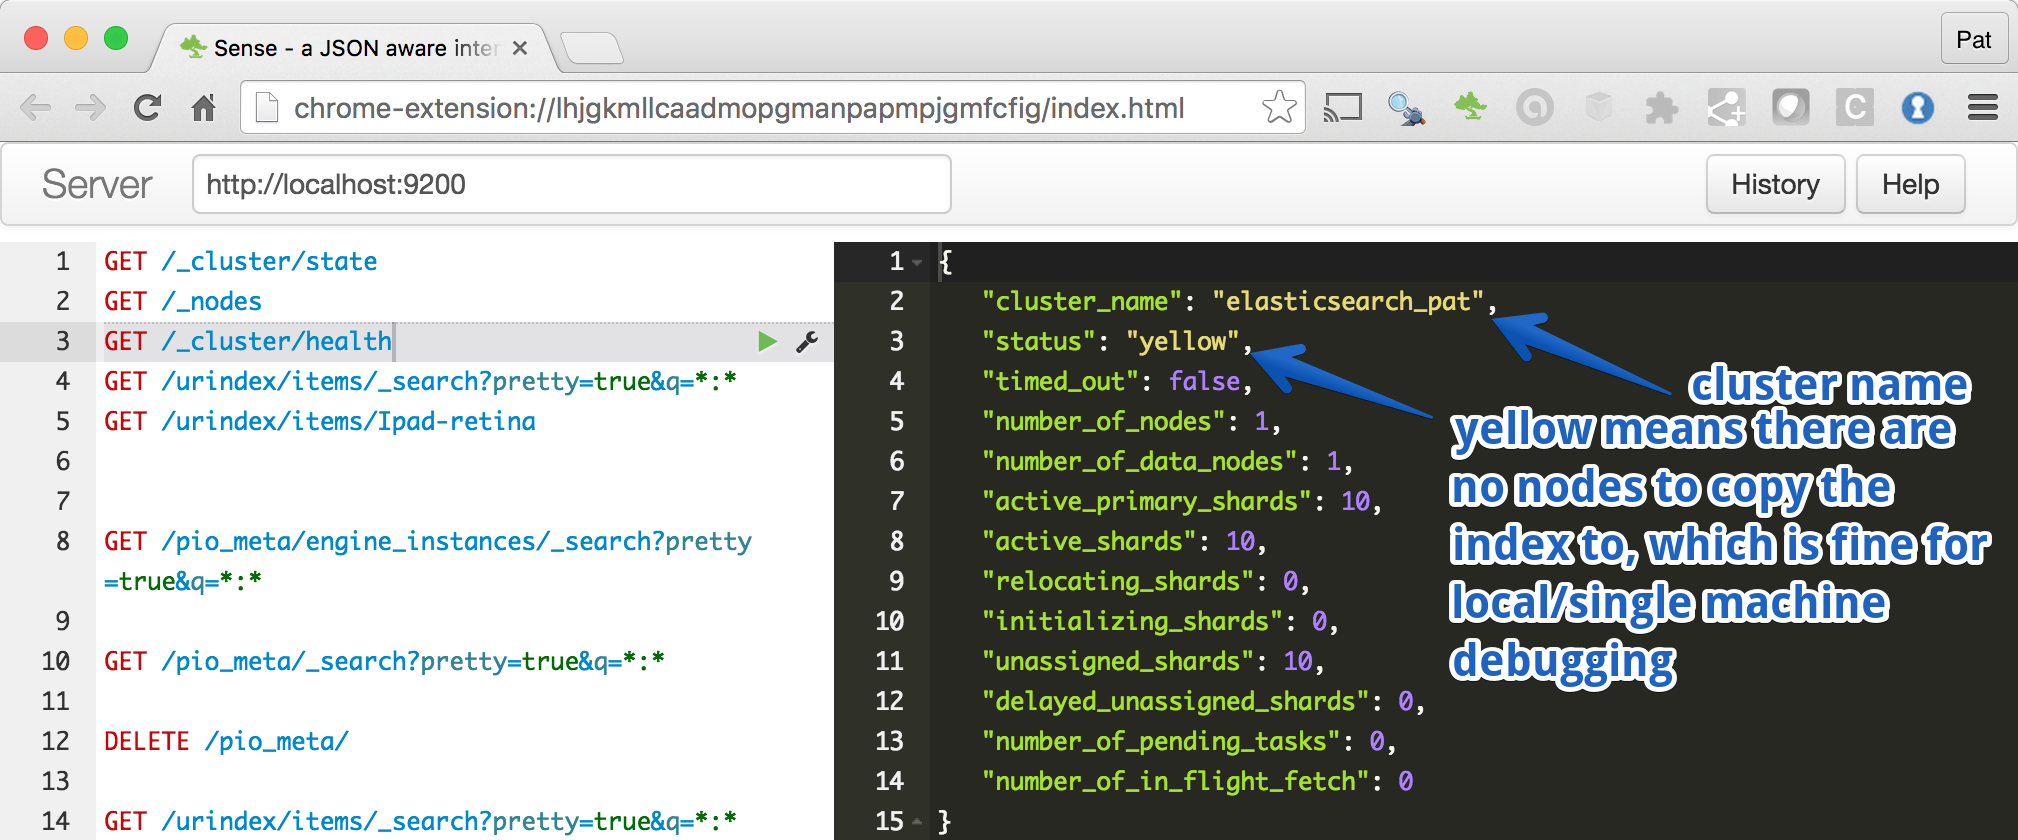 Sense - a JSON aware inter
Pat
chrome-extension://lhjgkmllcaadmopgmanpapmpjgmfcfig/index.html
Server
http://localhost:9200
History
Help
1 GET /_cluster/state
2 GET /_nodes
3 GET /_cluster/health
4 GET /urindex/items/_search?pretty=true&q=*:*
5 GET /urindex/items/Ipad-retina
6
7
8 GET /pio_meta/engine_instances/_search?pretty
=true&q=*:*
9
10 GET /pio_meta/_search?pretty=true&q=*:*
11
12 DELETE /pio_meta/
13
14 GET /urindex/items/_search?pretty=true&q=*:*
1 {
2 "cluster_name": "elasticsearch_pat",
3 "status": "yellow",
4 "timed_out": false,
5 "number_of_nodes": 1,
6 "number_of_data_nodes": 1,
7 "active_primary_shards": 10,
8 "active_shards": 10,
9 "relocating_shards": 0,
10 "initializing_shards": 0,
11 "unassigned_shards": 10,
12 "delayed_unassigned_shards": 0,
13 "number_of_pending_tasks": 0,
14 "number_of_in_flight_fetch": 0
15 }
cluster name
yellow means there are
no nodes to copy the
index to, which is fine for
local/single machine
debugging